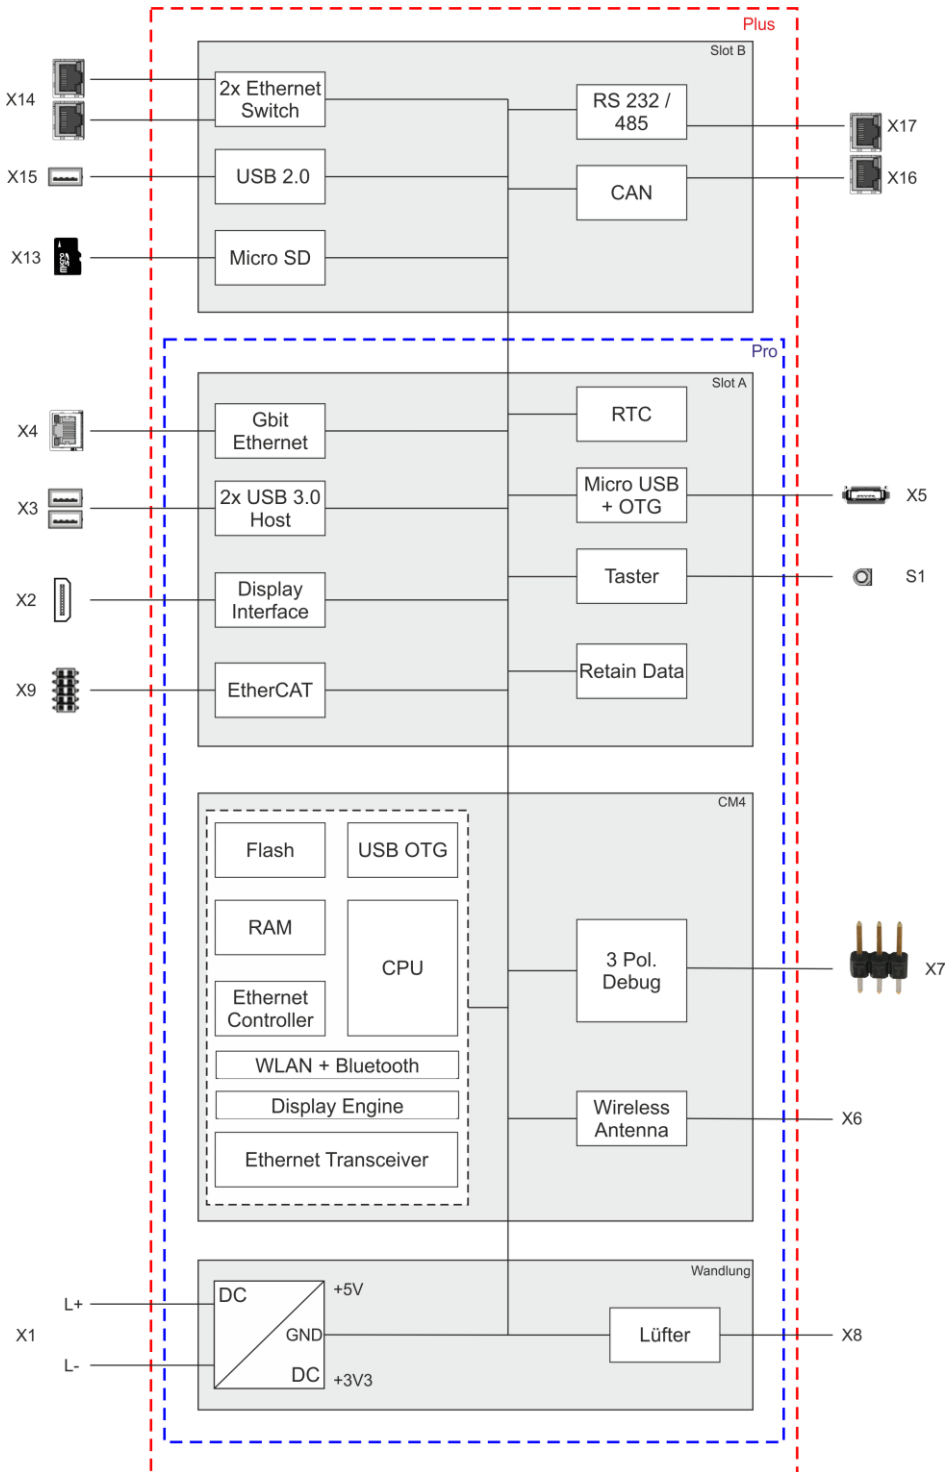 Plus
Slot B
X14
2x Ethernet
Switch
RS 232 /
485
X17
X15
USB 2.0
CAN
X16
X13
Micro SD
Pro
Slot A
X4
Gbit
Ethernet
RTC
X3
2x USB 3.0
Host
Micro USB
+ OTG
X5
X2
Display
Interface
Taster
S1
X9
EtherCAT
Retain Data
CM4
Flash
USB OTG
RAM
CPU
3 Pol.
Debug
X7
Ethernet
Controller
WLAN + Bluetooth
Display Engine
Wireless
Antenna
X6
Ethernet Transceiver
Wandlung
L+
DC
+5V
X1
GND
Lüfter
X8
L-
DC
+3V3